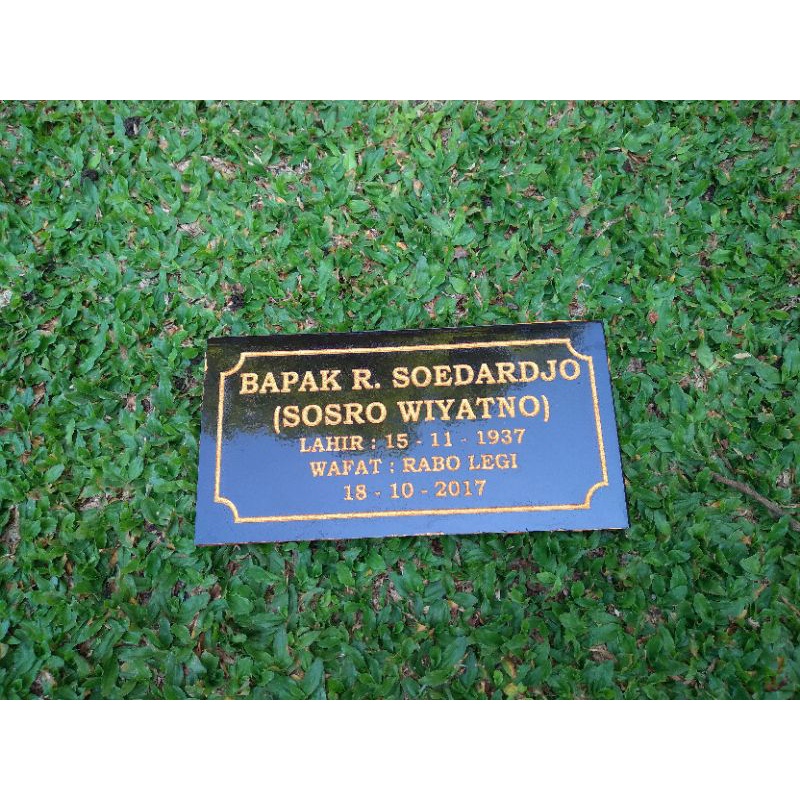 BAPAK R. SOEDARDJO
(SOSRO WIYATNO)
LAHIR : 15 - 11 - 1937
WAFAT : RABO LEGI
18 - 10 - 2017